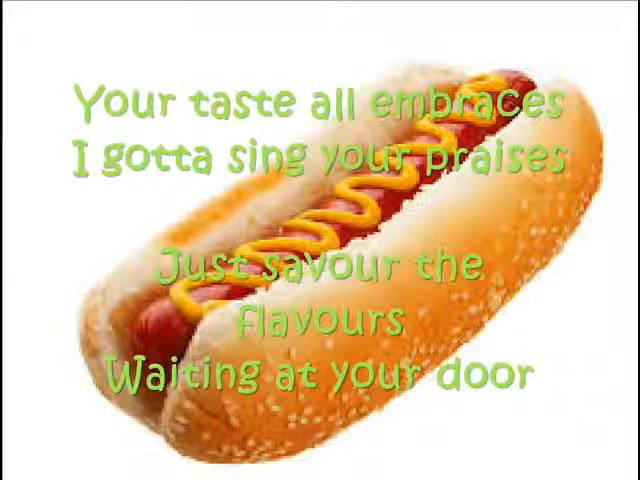 Your taste all embraces
I gotta sing your praises
Just savour the
flavours
Waiting at your door